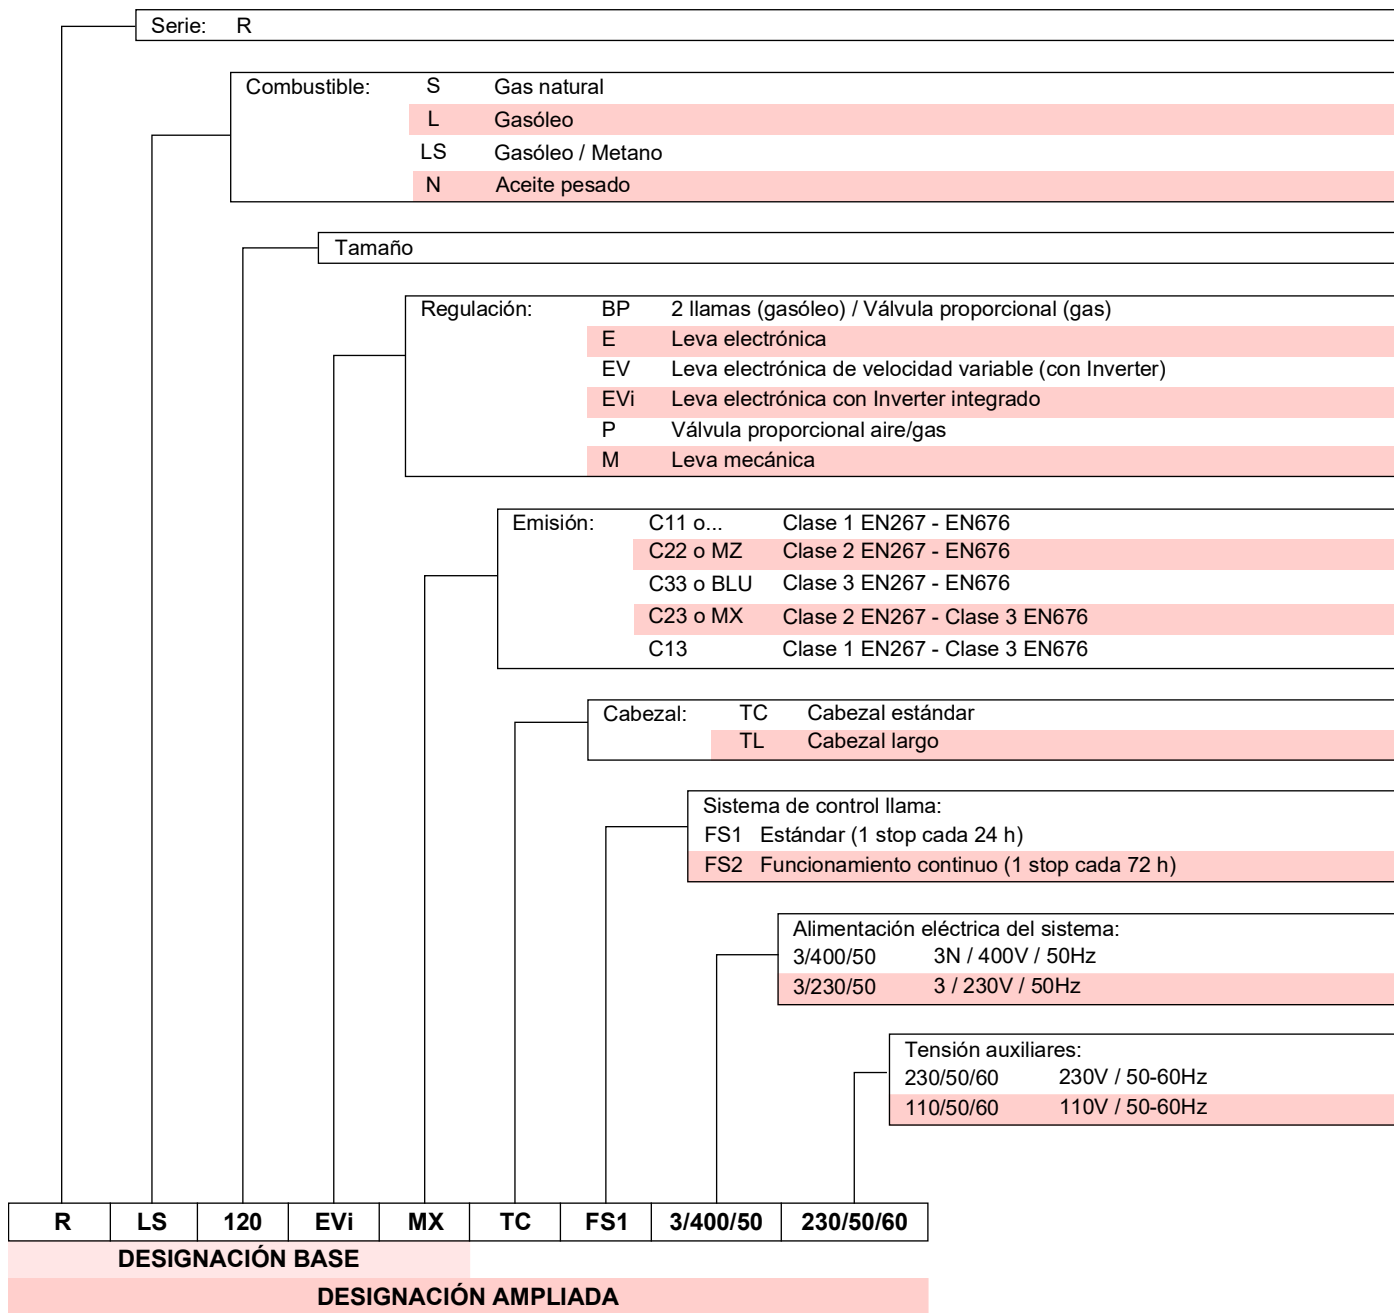 Serie: R
Combustible: S Gas natural
L Gasóleo
LS Gasóleo / Metano
N Aceite pesado
Tamaño
Regulación: BP 2 llamas (gasóleo) / Válvula proporcional (gas)
E Leva electrónica
EV Leva electrónica de velocidad variable (con Inverter)
EVi Leva electrónica con Inverter integrado
P Válvula proporcional aire/gas
M Leva mecánica
Emisión: C11 o... Clase 1 EN267 - EN676
C22 o MZ Clase 2 EN267 - EN676
C33 o BLU Clase 3 EN267 - EN676
C23 o MX Clase 2 EN267 - Clase 3 EN676
C13 Clase 1 EN267 - Clase 3 EN676
Cabezal: TC Cabezal estándar
TL Cabezal largo
Sistema de control llama:
FS1 Estándar (1 stop cada 24 h)
FS2 Funcionamiento continuo (1 stop cada 72 h)
Alimentación eléctrica del sistema:
3/400/50 3N / 400V / 50Hz
3/230/50 3 / 230V / 50Hz
Tensión auxiliares:
230/50/60 230V / 50-60Hz
110/50/60 110V / 50-60Hz
R LS 120 EVi MX TC FS1 3/400/50 230/50/60
DESIGNACIÓN BASE
DESIGNACIÓN AMPLIADA